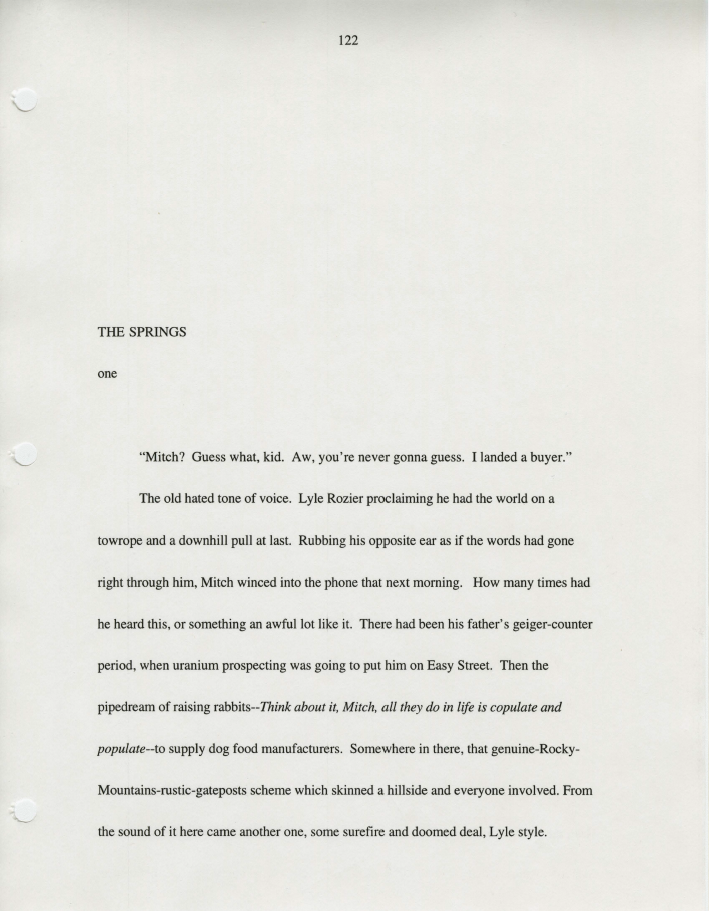 122
THE SPRINGS
one
“Mitch?  Guess what, kid.  Aw, you’re never gonna guess.  I landed a buyer.”
The old hated tone of voice.  Lyle Rozier proclaiming he had the world on a
towrope and a downhill pull at last.  Rubbing his opposite ear as if the words had gone
right through him, Mitch winced into the phone that next morning.   How many times had
he heard this, or something an awful lot like it.  There had been his father’s geiger-counter
period, when uranium prospecting was going to put him on Easy Street.  Then the
pipedream of raising rabbits--Think about it, Mitch, all they do in life is copulate and
populate--to supply dog food manufacturers.  Somewhere in there, that genuine-Rocky-
Mountains-rustic-gateposts scheme which skinned a hillside and everyone involved. From
the sound of it here came another one, some surefire and doomed deal, Lyle style.